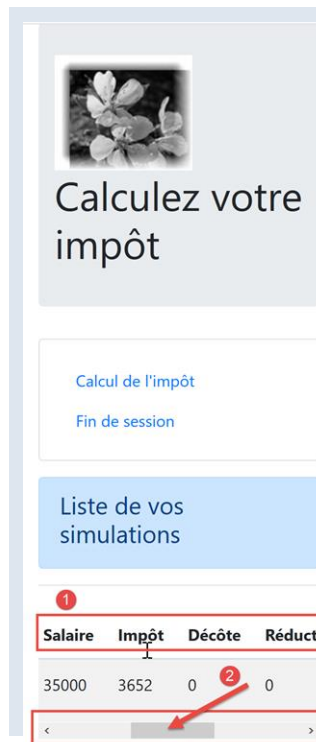 Calculez votre
impôt
Calcul de l'impôt
Fin de session
Liste de vos
simulations
1
Salaire Impôt Décôte Réduct
35000 3652 0 2 0